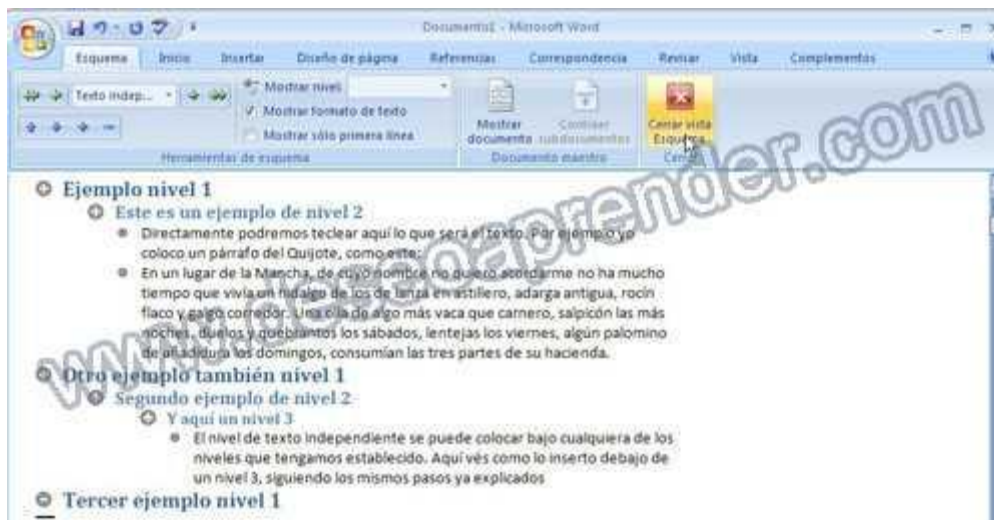 Documento1 - Microsoft Word
Esquema Inicio Insertar Diseño de página Referencias Correspondencia Revisar Vista Complementos
Texto indep... Mostrar nivel:
Mostrar formato de texto
Mostrar sólo primera línea
Mostrar documento Contraer subdocumentos
Cerrar vista Esquema
Herramientas de esquema Documento maestro Cerrar
Ejemplo nivel 1
Este es un ejemplo de nivel 2
Directamente podremos teclear aquí lo que será el texto. Por ejemplo yo
coloco un párrafo del Quijote, como este:
En un lugar de la Mancha, de cuyo nombre no quiero acordarme no ha mucho
tiempo que vivía un hidalgo de los de lanza en astillero, adarga antigua, rocín
flaco y galgo corredor. Una olla de algo más vaca que carnero, salpicón las más
noches, duelos y quebrantos los sábados, lentejas los viernes, algún palomino
de añadidura los domingos, consumían las tres partes de su hacienda.
Otro ejemplo también nivel 1
Segundo ejemplo de nivel 2
Y aquí un nivel 3
El nivel de texto independiente se puede colocar bajo cualquiera de los
niveles que tengamos establecido. Aquí vés como lo inserto debajo de
un nivel 3, siguiendo los mismos pasos ya explicados
Tercer ejemplo nivel 1
www.deseoaprender.com